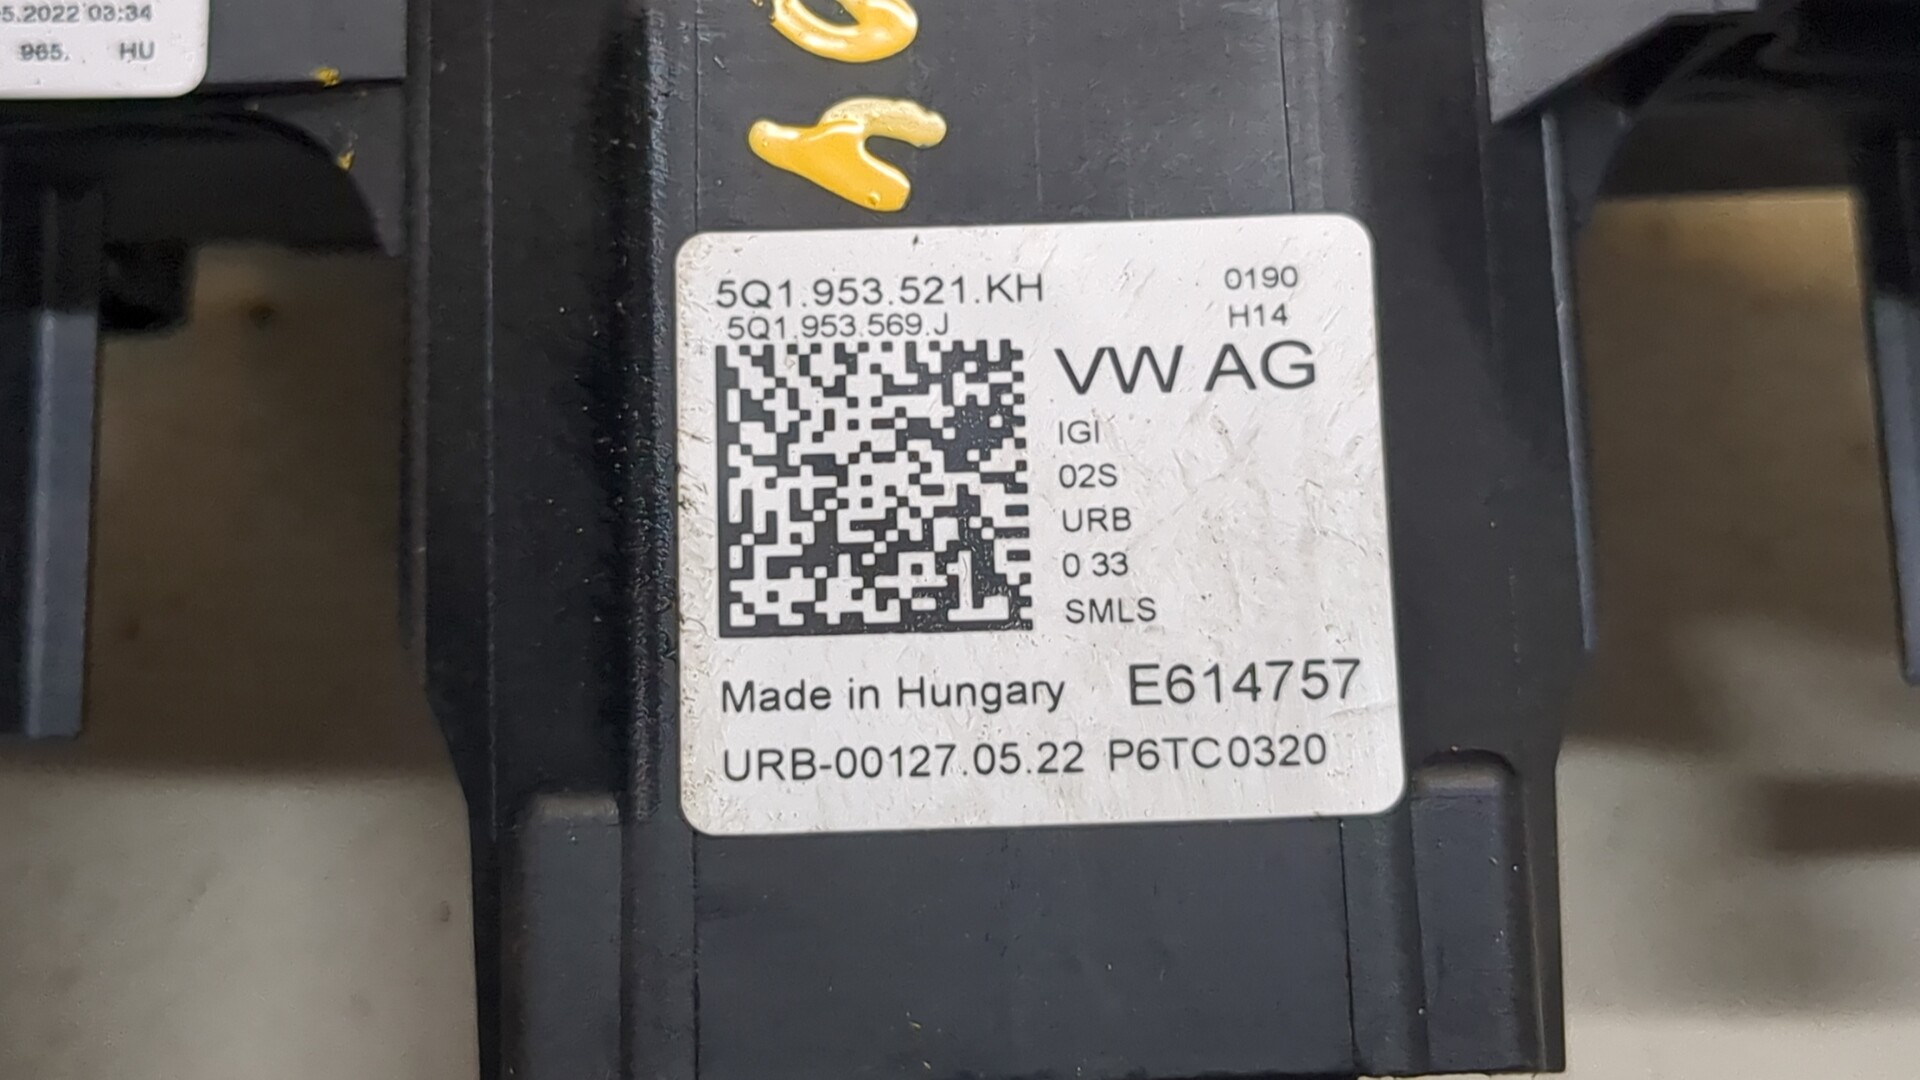 5.2022 03:34
965. HU
5Q1.953.521.KH
5Q1.953.569.J
0190
H14
VW AG
IGI
02S
URB
0 33
SMLS
Made in Hungary E614757
URB-00127.05.22 P6TC0320